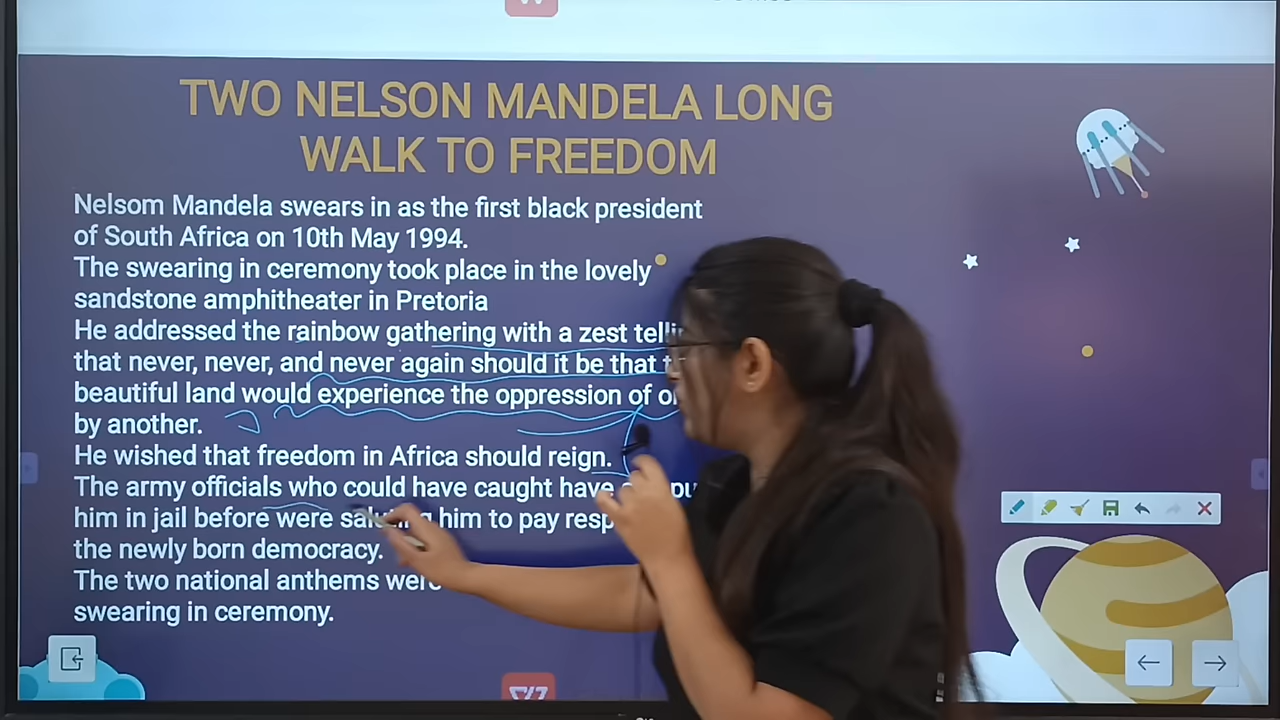 TWO NELSON MANDELA LONG
WALK TO FREEDOM
Nelsom Mandela swears in as the first black president
of South Africa on 10th May 1994.
The swearing in ceremony took place in the lovely
sandstone amphitheater in Pretoria
He addressed the rainbow gathering with a zest
that never, never, and never again should it be that
beautiful land would experience the oppression of
by another.
He wished that freedom in Africa should reign.
The army officials who could have caught have
him in jail before were him to pay
the newly born democracy.
The two national anthems were
swearing in ceremony.